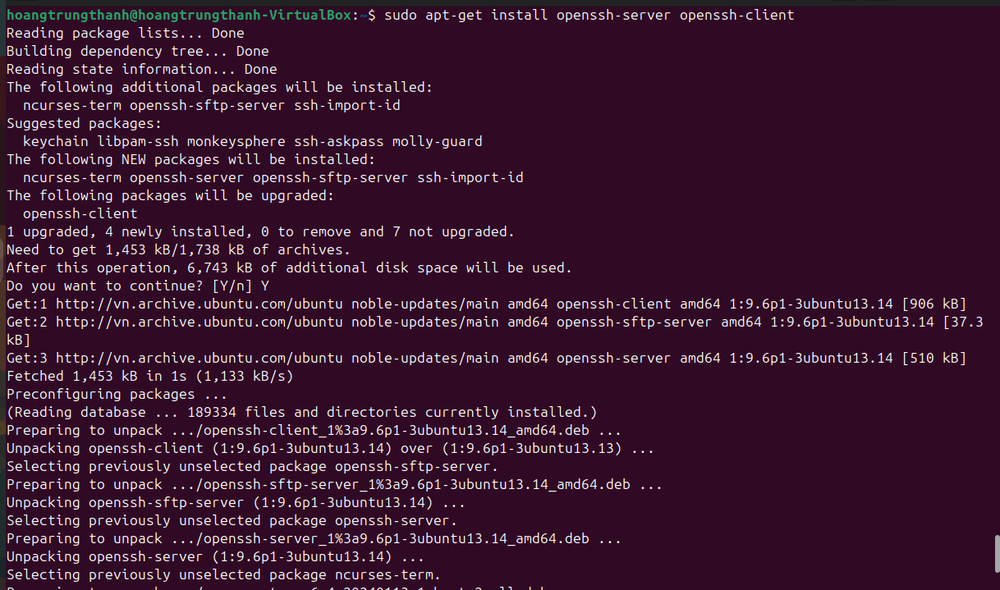 hoangtrungthanh@hoangtrungthanh-VirtualBox:~$ sudo apt-get install openssh-server openssh-client
Reading package lists... Done
Building dependency tree... Done
Reading state information... Done
The following additional packages will be installed:
  ncurses-term openssh-sftp-server ssh-import-id
Suggested packages:
  keychain libpam-ssh monkeysphere ssh-askpass molly-guard
The following NEW packages will be installed:
  ncurses-term openssh-server openssh-sftp-server ssh-import-id
The following packages will be upgraded:
  openssh-client
1 upgraded, 4 newly installed, 0 to remove and 7 not upgraded.
Need to get 1,453 kB/1,738 kB of archives.
After this operation, 6,743 kB of additional disk space will be used.
Do you want to continue? [Y/n] Y
Get:1 http://vn.archive.ubuntu.com/ubuntu noble-updates/main amd64 openssh-client amd64 1:9.6p1-3ubuntu13.14 [906 kB]
Get:2 http://vn.archive.ubuntu.com/ubuntu noble-updates/main amd64 openssh-sftp-server amd64 1:9.6p1-3ubuntu13.14 [37.3
kB]
Get:3 http://vn.archive.ubuntu.com/ubuntu noble-updates/main amd64 openssh-server amd64 1:9.6p1-3ubuntu13.14 [510 kB]
Fetched 1,453 kB in 1s (1,133 kB/s)
Preconfiguring packages ...
(Reading database ... 189334 files and directories currently installed.)
Preparing to unpack .../openssh-client_1%3a9.6p1-3ubuntu13.14_amd64.deb ...
Unpacking openssh-client (1:9.6p1-3ubuntu13.14) over (1:9.6p1-3ubuntu13.13) ...
Selecting previously unselected package openssh-sftp-server.
Preparing to unpack .../openssh-sftp-server_1%3a9.6p1-3ubuntu13.14_amd64.deb ...
Unpacking openssh-sftp-server (1:9.6p1-3ubuntu13.14) ...
Selecting previously unselected package openssh-server.
Preparing to unpack .../openssh-server_1%3a9.6p1-3ubuntu13.14_amd64.deb ...
Unpacking openssh-server (1:9.6p1-3ubuntu13.14) ...
Selecting previously unselected package ncurses-term.